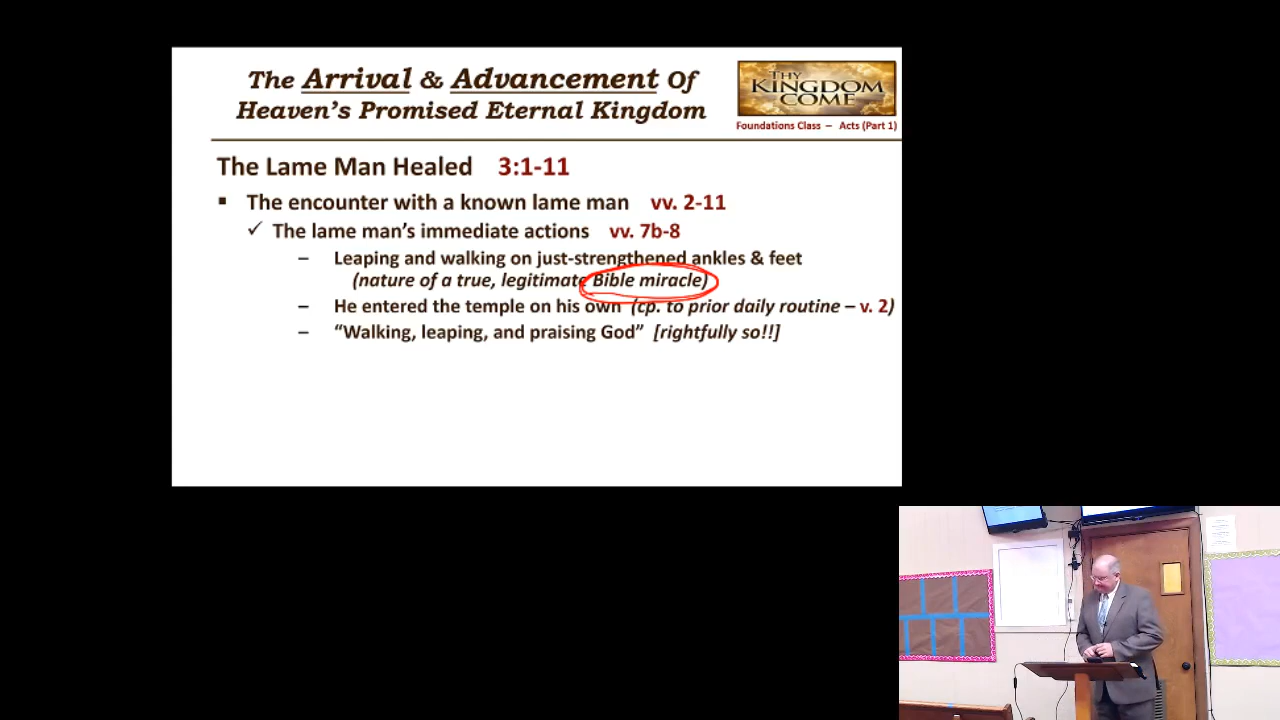 The Arrival & Advancement Of
Heaven's Promised Eternal Kingdom
THY
KINGDOM
COME
Foundations Class – Acts (Part 1)
The Lame Man Healed 3:1-11
▪ The encounter with a known lame man vv. 2-11
✓ The lame man's immediate actions vv. 7b-8
– Leaping and walking on just-strengthened ankles & feet
(nature of a true, legitimate Bible miracle)
– He entered the temple on his own (cp. to prior daily routine – v. 2)
– “Walking, leaping, and praising God” [rightfully so!!]